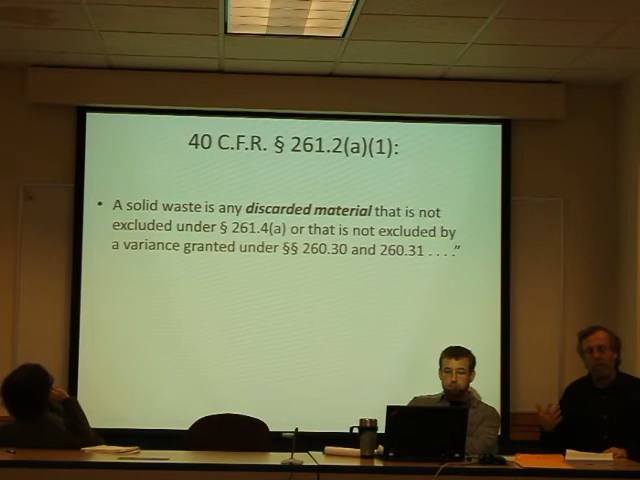 40 C.F.R. § 261.2(a)(1):
• A solid waste is any discarded material that is not
excluded under § 261.4(a) or that is not excluded by
a variance granted under §§ 260.30 and 260.31 . . . .”